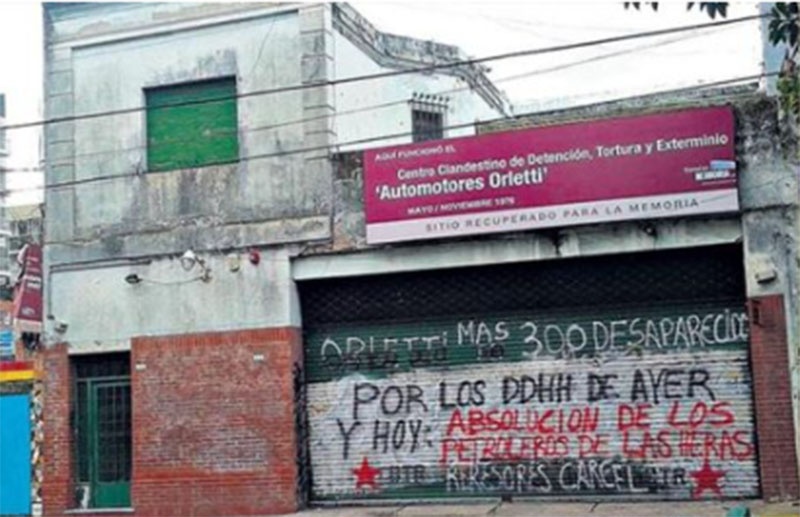 AQUÍ FUNCIONÓ EL
Centro Clandestino de Detención, Tortura y Exterminio
'Automotores Orletti'
MAYO / NOVIEMBRE 1976
SITIO RECUPERADO PARA LA MEMORIA
ORLETTI MAS 300 DESAPARECIDOS
POR LOS DDHH DE AYER
Y HOY: ABSOLUCION DE LOS
PETROLEROS DE LAS HERAS
CARCEL